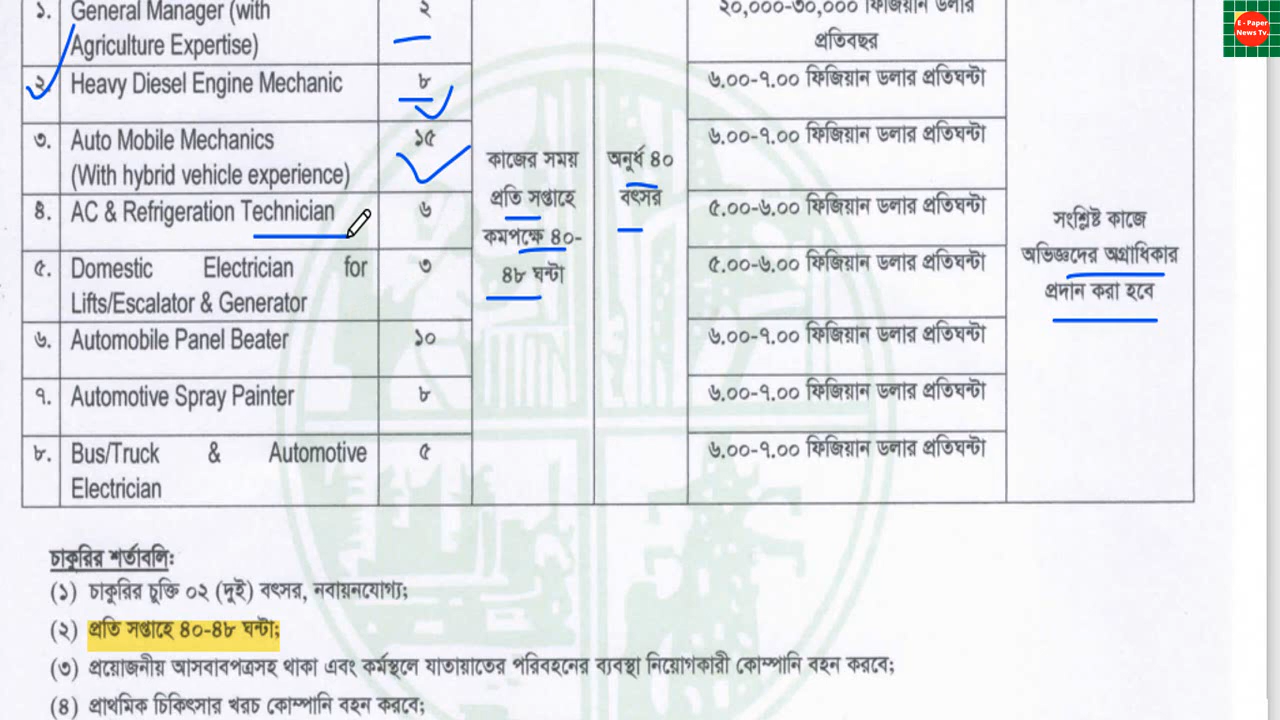 ১. General Manager (with ২ ২০,০০০-৩০,০০০ ফিজিয়ান ডলার
Agriculture Expertise) প্রতিবছর
২. Heavy Diesel Engine Mechanic ৮ ৬.০০-৭.০০ ফিজিয়ান ডলার প্রতিঘন্টা
৩. Auto Mobile Mechanics ১৫ ৬.০০-৭.০০ ফিজিয়ান ডলার প্রতিঘন্টা
(With hybrid vehicle experience)
কাজের সময়
প্রতি সপ্তাহে
কমপক্ষে ৪০-
৪৮ ঘন্টা
অনুর্ধ ৪০
বৎসর
৪. AC & Refrigeration Technician ৬ ৫.০০-৬.০০ ফিজিয়ান ডলার প্রতিঘন্টা
সংশ্লিষ্ট কাজে
অভিজ্ঞদের অগ্রাধিকার
প্রদান করা হবে
৫. Domestic Electrician for ৩ ৫.০০-৬.০০ ফিজিয়ান ডলার প্রতিঘন্টা
Lifts/Escalator & Generator
৬. Automobile Panel Beater ১০ ৬.০০-৭.০০ ফিজিয়ান ডলার প্রতিঘন্টা
৭. Automotive Spray Painter ৮ ৬.০০-৭.০০ ফিজিয়ান ডলার প্রতিঘন্টা
৮. Bus/Truck & Automotive ৫ ৬.০০-৭.০০ ফিজিয়ান ডলার প্রতিঘন্টা
Electrician
চাকুরির শর্তাবলি:
(১) চাকুরির চুক্তি ০২ (দুই) বৎসর, নবায়নযোগ্য;
(২) প্রতি সপ্তাহে ৪০-৪৮ ঘন্টা;
(৩) প্রয়োজনীয় আসবাবপত্রসহ থাকা এবং কর্মস্থলে যাতায়াতের পরিবহনের ব্যবস্থা নিয়োগকারী কোম্পানি বহন করবে;
(৪) প্রাথমিক চিকিৎসার খরচ কোম্পানি বহন করবে;
E - Paper
News Tv.